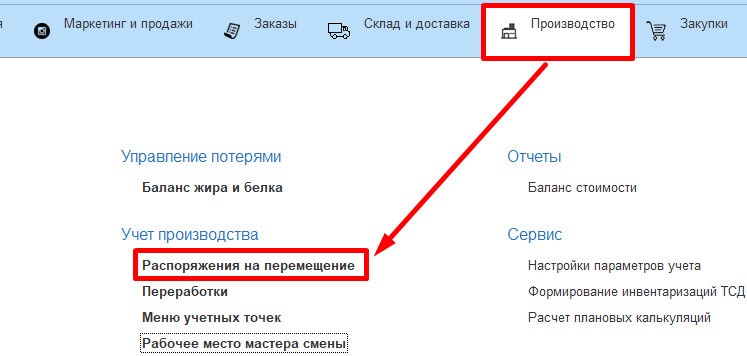 я Маркетинг и продажи Заказы Склад и доставка Производство Закупки
Управление потерями
Баланс жира и белка
Учет производства
Распоряжения на перемещение
Переработки
Меню учетных точек
Рабочее место мастера смены
Отчеты
Баланс стоимости
Сервис
Настройки параметров учета
Формирование инвентаризаций ТСД
Расчет плановых калькуляций